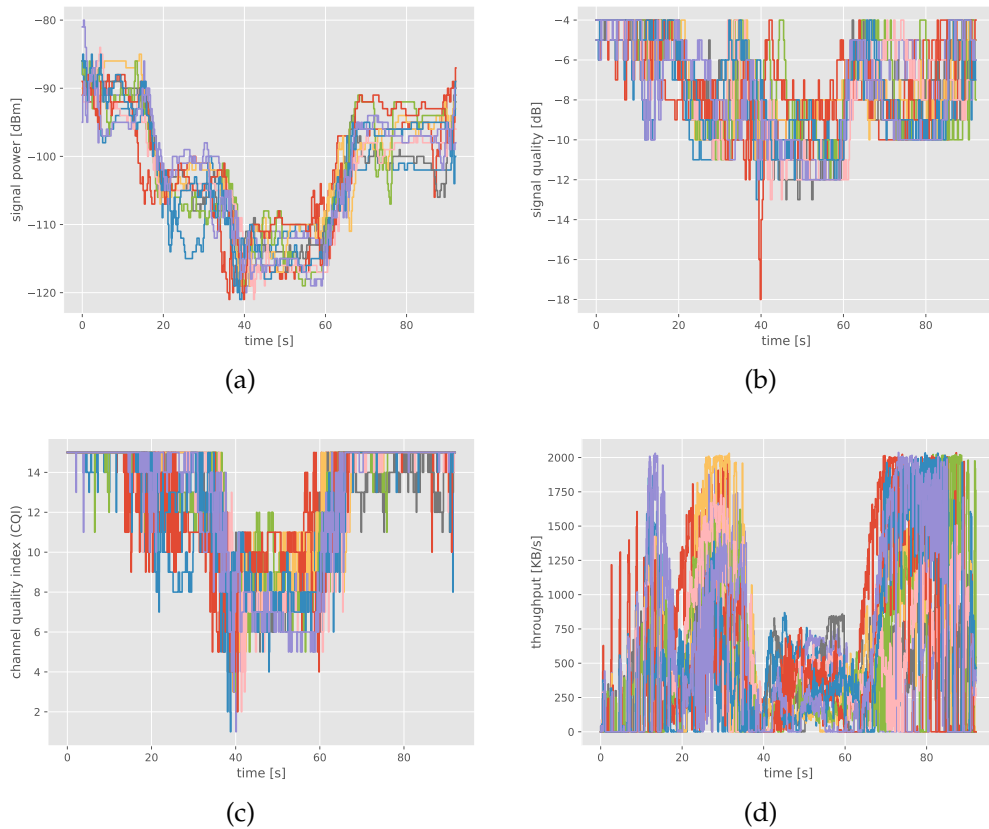 −80
−90
−100
−110
−120
signal power [dBm]
0 20 40 60 80
time [s]
(a)
−4
−6
−8
−10
−12
−14
−16
−18
signal quality [dB]
0 20 40 60 80
time [s]
(b)
14
12
10
8
6
4
2
channel quality index (CQI)
0 20 40 60 80
time [s]
(c)
2000
1750
1500
1250
1000
750
500
250
0
throughput [KB/s]
0 20 40 60 80
time [s]
(d)